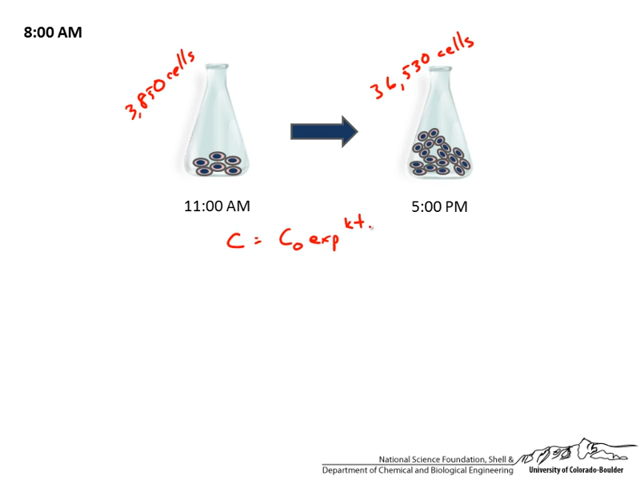 8:00 AM
3,850 cells
36,530 cells
11:00 AM
5:00 PM
C = C₀ exp^kt.
National Science Foundation, Shell &
Department of Chemical and Biological Engineering
University of Colorado-Boulder